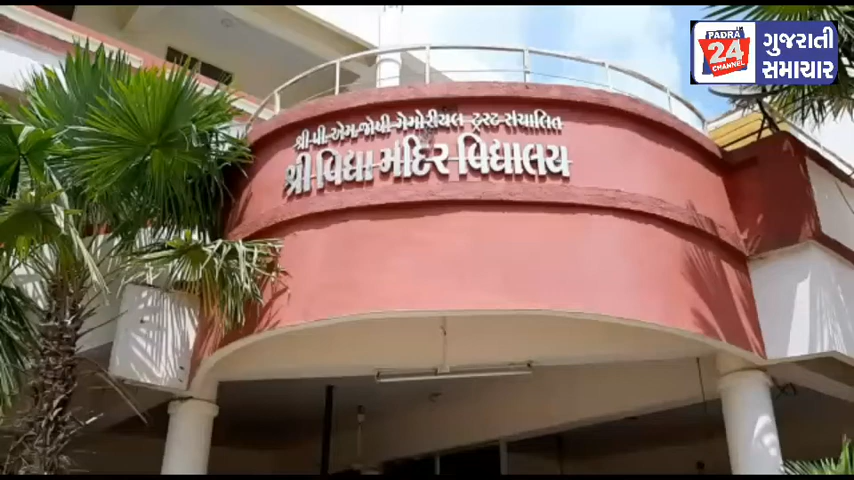 શ્રી પી.એમ.જોષી મેમોરીયલ ટ્રસ્ટ સંચાલિત
શ્રી વિદ્યા મંદિર વિદ્યાલય
PADRA
24
CHANNEL
ગુજરાતી
સમાચાર